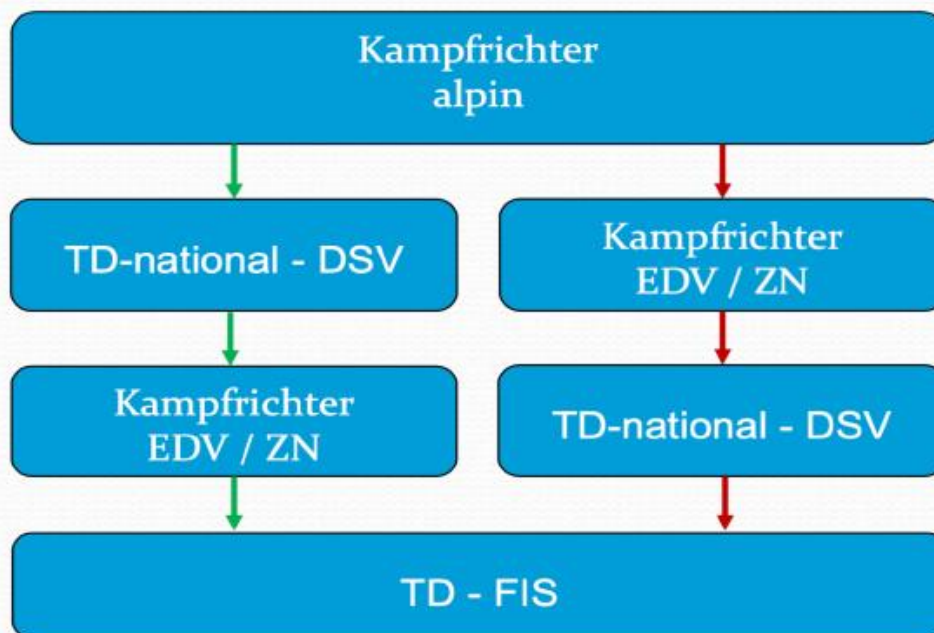 Kampfrichter
alpin
TD-national - DSV
Kampfrichter
EDV / ZN
Kampfrichter
EDV / ZN
TD-national - DSV
TD - FIS